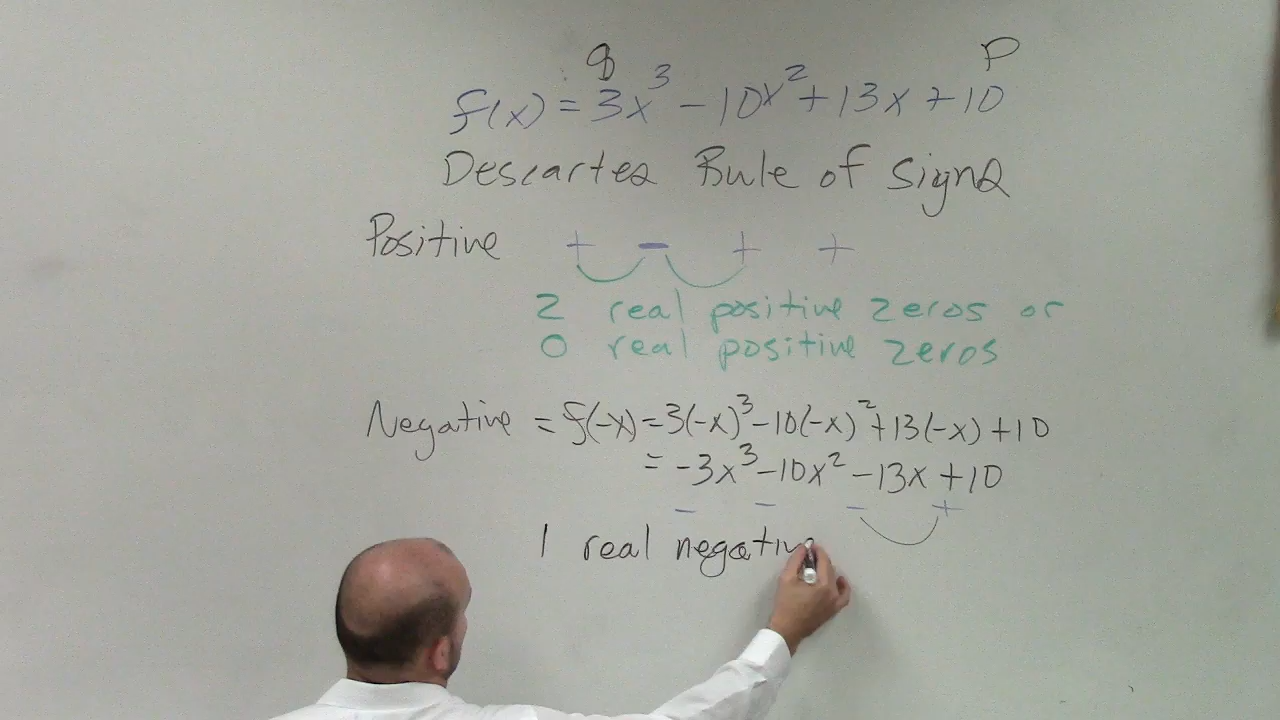 q P
f(x) = 3x³ - 10x² + 13x + 10
Descartes Rule of Signs
Positive + - + +
2 real positive zeros or
0 real positive zeros
Negative = f(-x) = 3(-x)³ - 10(-x)² + 13(-x) + 10
= -3x³ - 10x² - 13x + 10
- - - +
1 real negativ